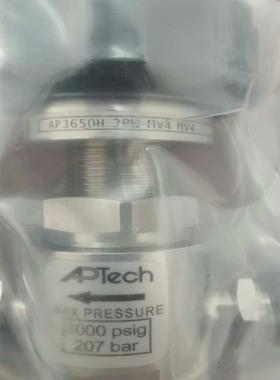 AP3650H 2PW MV4 MV4
APTech
MAX PRESSURE
3000 psig
207 bar